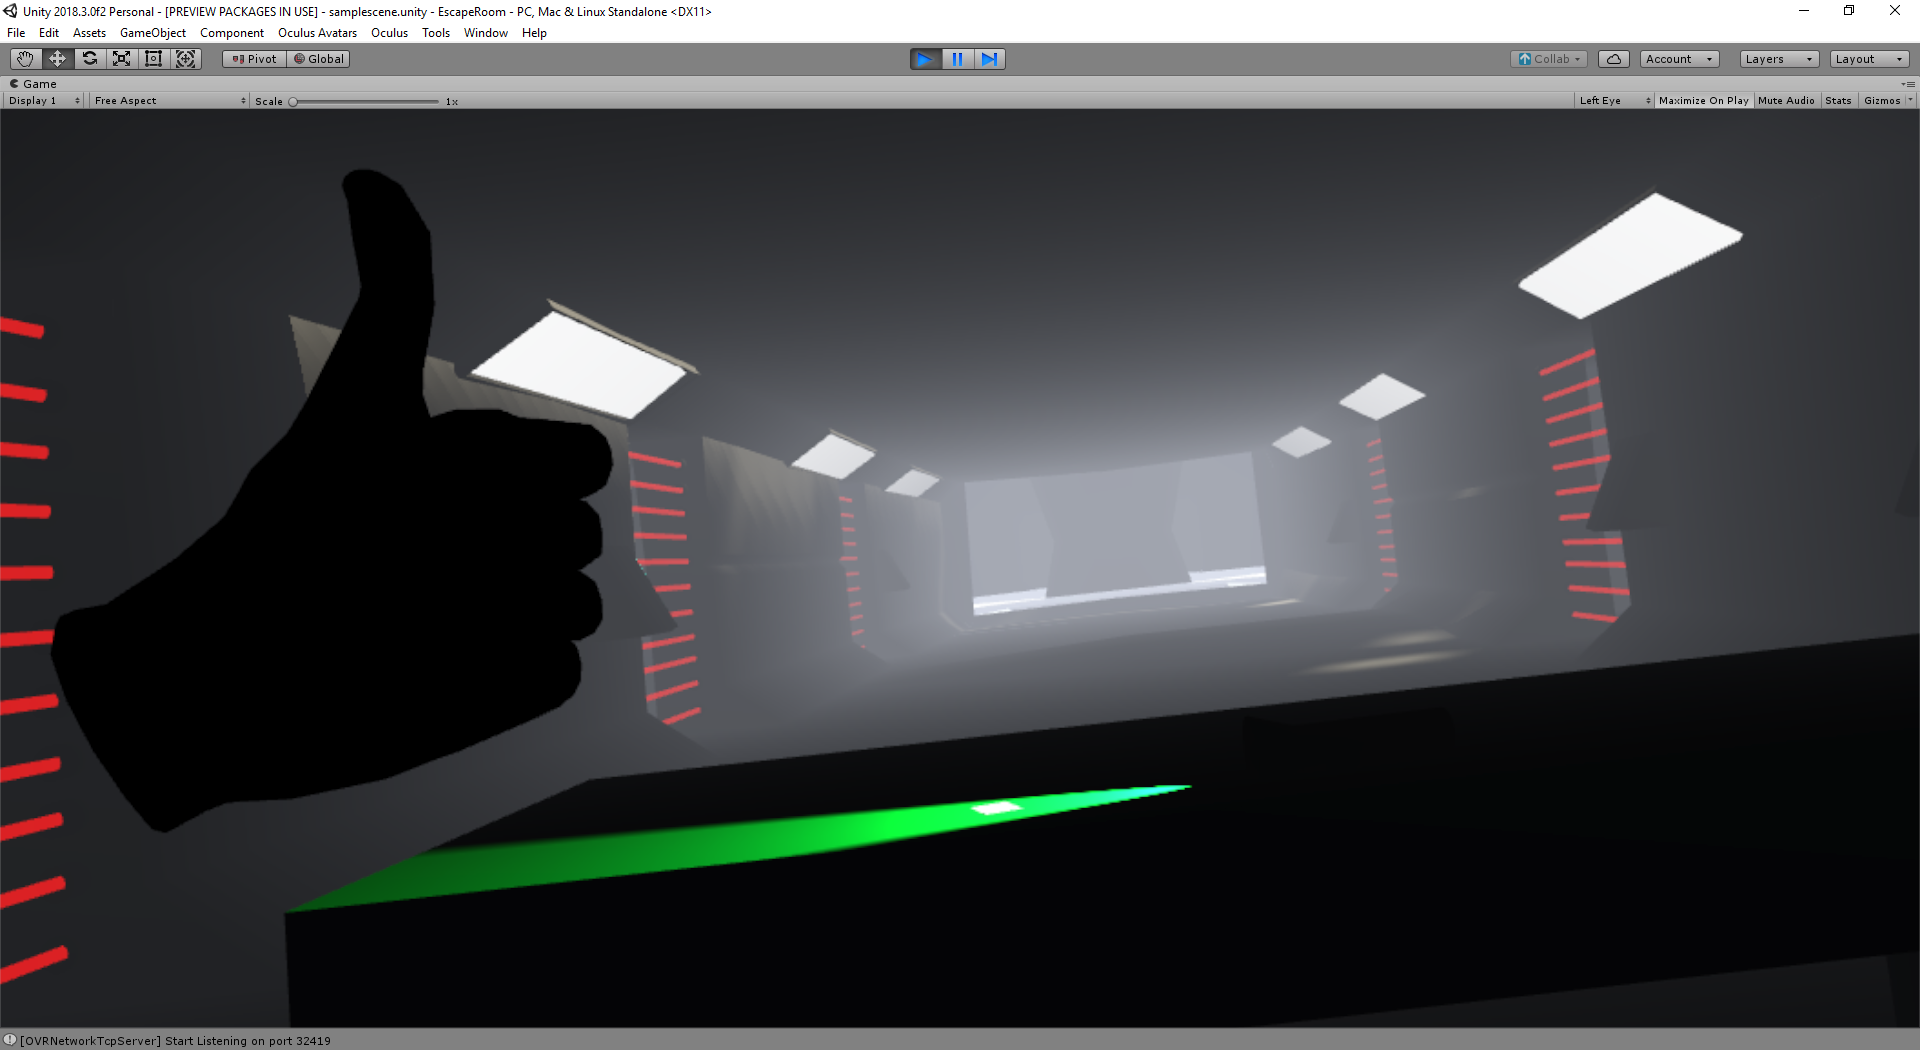 Unity 2018.3.0f2 Personal - [PREVIEW PACKAGES IN USE] - samplescene.unity - EscapeRoom - PC, Mac & Linux Standalone <DX11>
File Edit Assets GameObject Component Oculus Avatars Oculus Tools Window Help
Pivot Global Collab Account Layers Layout
Game
Display 1 Free Aspect Scale 1x Left Eye Maximize On Play Mute Audio Stats Gizmos
[OVRNetworkTcpServer] Start Listening on port 32419